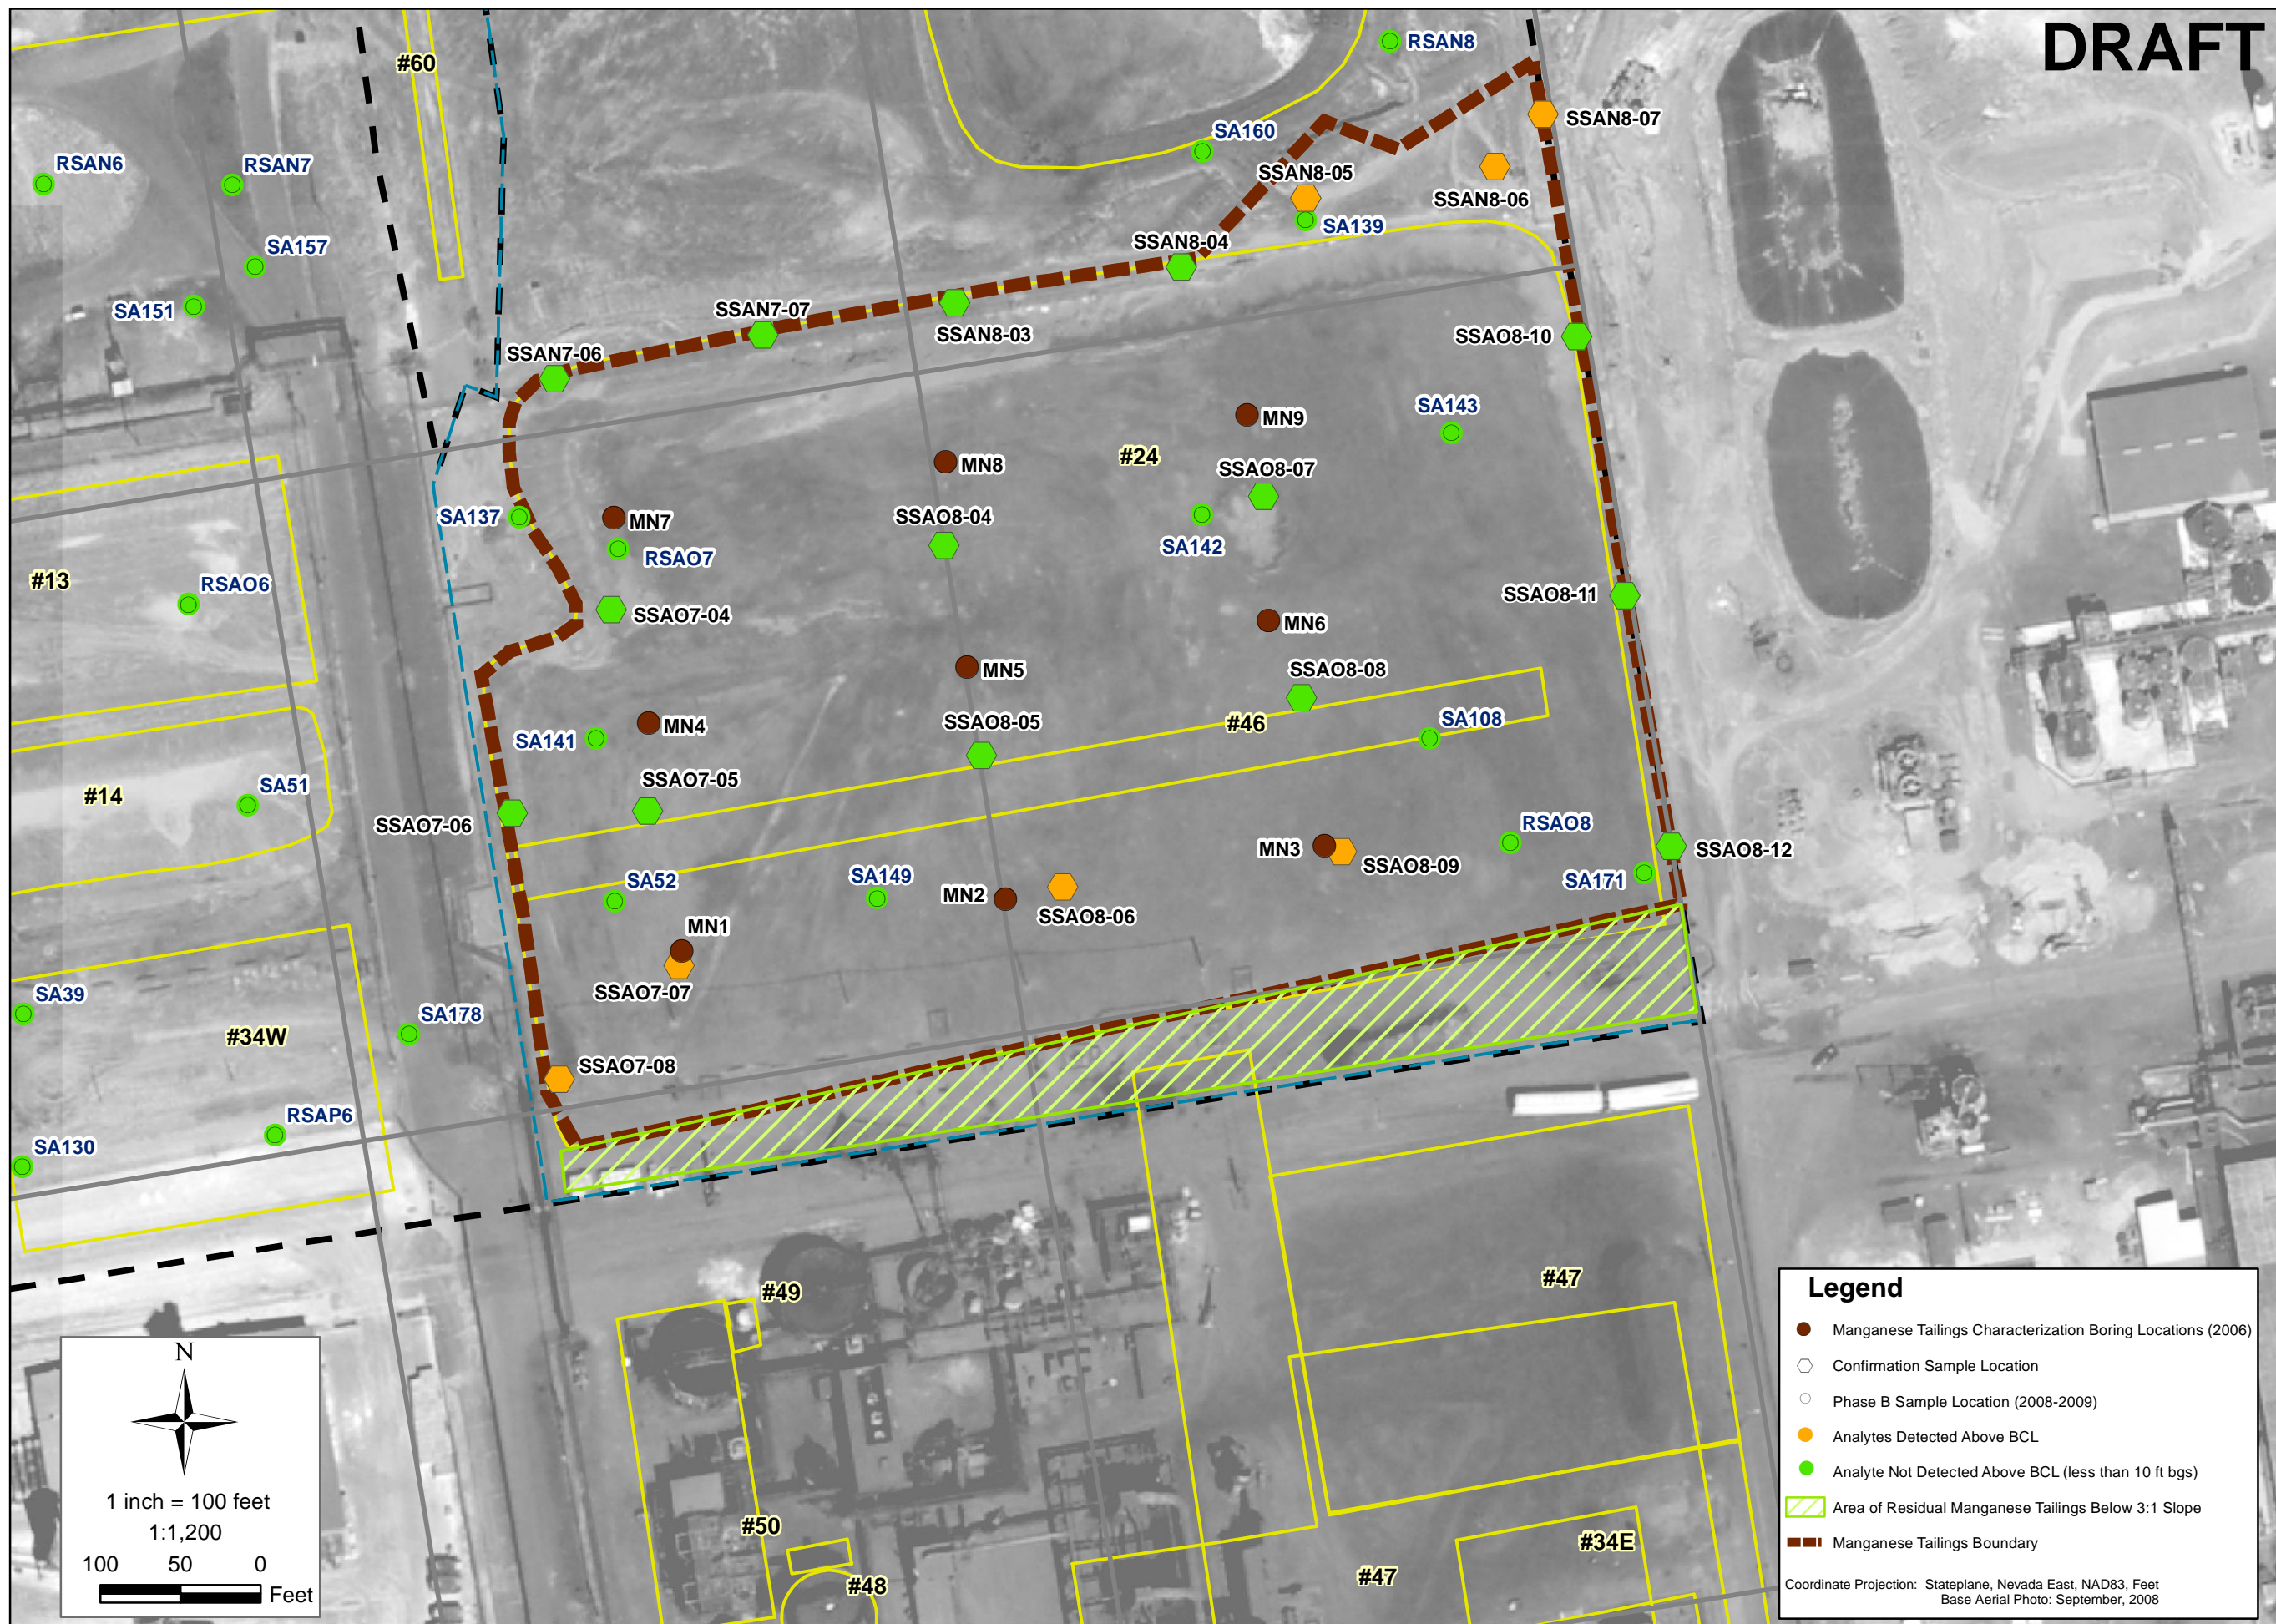 DRAFT
#60
RSAN8
SSAN8-07
SA160
RSAN6
RSAN7
SSAN8-05
SSAN8-06
SA139
SA157
SSAN8-04
SA151
SSAN7-07
SSAN8-03
SSAO8-10
SSAN7-06
SA143
MN9
#24
MN8
SSAO8-07
SA137
MN7
SSAO8-04
SA142
RSAO7
#13
RSAO6
SSAO8-11
SSAO7-04
MN6
MN5
SSAO8-08
MN4
SA141
SSAO8-05
#46
SA108
SSAO7-05
SA51
#14
SSAO7-06
RSAO8
MN3
SSAO8-12
SSAO8-09
SA52
SA149
SA171
MN2
SSAO8-06
MN1
SSAO7-07
SA39
SA178
#34W
SSAO7-08
RSAP6
SA130
#47
#49
#50
#34E
#47
#48
N
1 inch = 100 feet
1:1,200
100 50 0
Feet
Legend
Manganese Tailings Characterization Boring Locations (2006)
Confirmation Sample Location
Phase B Sample Location (2008-2009)
Analytes Detected Above BCL
Analyte Not Detected Above BCL (less than 10 ft bgs)
Area of Residual Manganese Tailings Below 3:1 Slope
Manganese Tailings Boundary
Coordinate Projection: Stateplane, Nevada East, NAD83, Feet
Base Aerial Photo: September, 2008